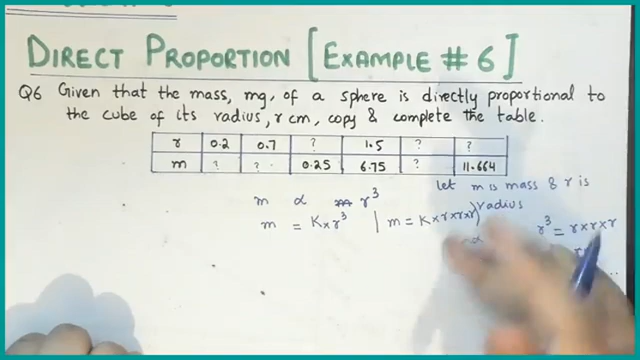 DIRECT PROPORTION [EXAMPLE # 6]
Q6 Given that the mass, mg, of a sphere is directly proportional to
the cube of its radius, r cm, copy & complete the table.
r 0.2 0.7 ? 1.5 ? ?
m ? ? 0.25 6.75 ? 11.664
let m is mass & r is
radius
m ∝ r³
m = K×r³ | m = K×r×r×r
r³ = r×r×r